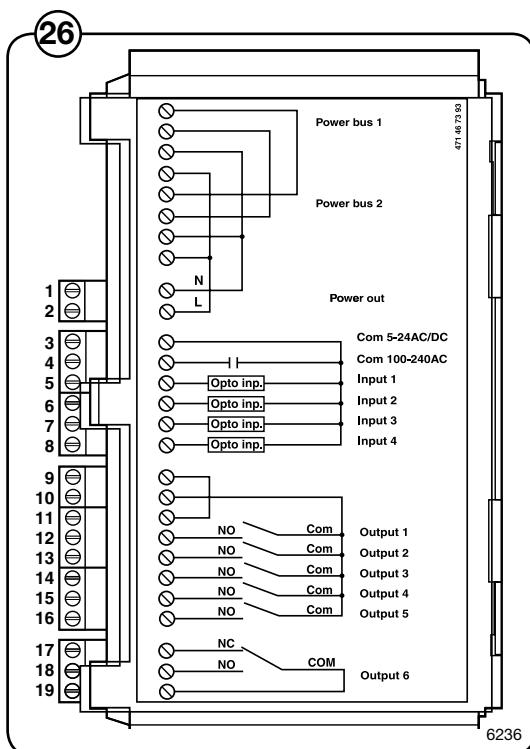 26
471 46 73 93
Power bus 1
Power bus 2
1 N
Power out
2 L
3 Com 5-24AC/DC
4 Com 100-240AC
5 Opto inp. Input 1
6 Opto inp. Input 2
7 Opto inp. Input 3
8 Opto inp. Input 4
9
10
11
12 NO Com Output 1
13 NO Com Output 2
14 NO Com Output 3
15 NO Com Output 4
16 NO Com Output 5
17 NC
18 NO COM Output 6
19
6236